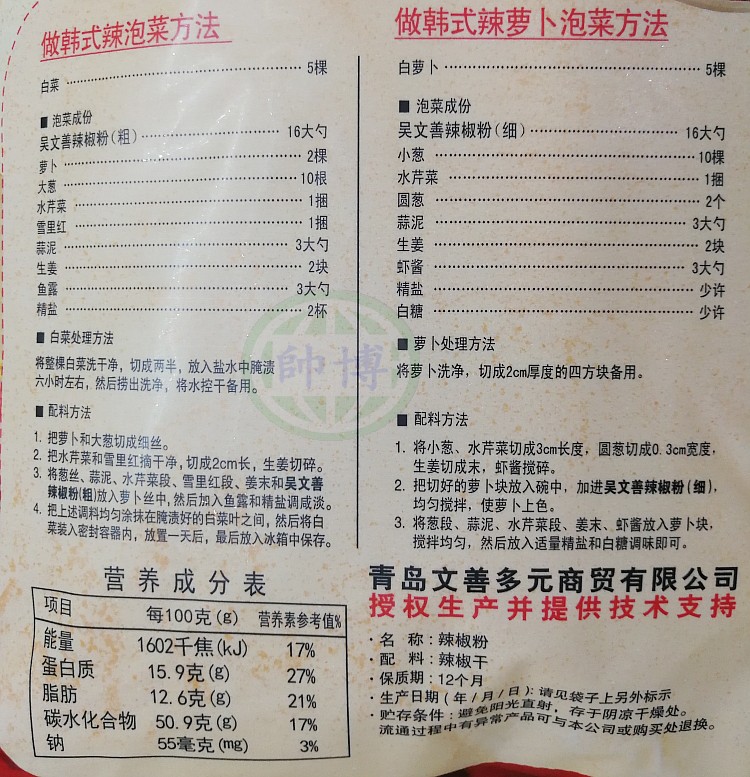 做韩式辣泡菜方法
白菜 5棵
■ 泡菜成份
吴文善辣椒粉(粗) 16大勺
萝卜 2棵
大葱 10根
水芹菜 1捆
雪里红 1捆
蒜泥 3大勺
生姜 2块
鱼露 3大勺
精盐 2杯
■ 白菜处理方法
将整棵白菜洗干净，切成两半，放入盐水中腌渍
六小时左右，然后捞出洗净，将水控干备用。
■ 配料方法
1. 把萝卜和大葱切成细丝。
2. 把水芹菜和雪里红摘干净，切成2cm长，生姜切碎。
3. 将葱丝、蒜泥、水芹菜段、雪里红段、姜末和吴文善
辣椒粉(粗)放入萝卜丝中，然后加入鱼露和精盐调咸淡。
4. 把上述调料均匀涂抹在腌渍好的白菜叶之间，然后将白
菜装入密封容器内，放置一天后，最后放入冰箱中保存。
做韩式辣萝卜泡菜方法
白萝卜 5棵
■ 泡菜成份
吴文善辣椒粉(细) 16大勺
小葱 10棵
水芹菜 1捆
圆葱 2个
蒜泥 3大勺
生姜 2块
虾酱 3大勺
精盐 少许
白糖 少许
■ 萝卜处理方法
将萝卜洗净，切成2cm厚度的四方块备用。
■ 配料方法
1. 将小葱、水芹菜切成3cm长度，圆葱切成0.3cm宽度，
生姜切成末，虾酱搅碎。
2. 把切好的萝卜块放入碗中，加进吴文善辣椒粉(细)，
均匀搅拌，使萝卜上色。
3. 将葱段、蒜泥、水芹菜段、姜末、虾酱放入萝卜块，
搅拌均匀，然后放入适量精盐和白糖调味即可。
帥博
营养成分表
项目 每100克(g) 营养素参考值%
能量 1602千焦(kJ) 17%
蛋白质 15.9克(g) 27%
脂肪 12.6克(g) 21%
碳水化合物 50.9克(g) 17%
钠 55毫克(mg) 3%
青岛文善多元商贸有限公司
授权生产并提供技术支持
·名 称：辣椒粉
·配 料：辣椒干
·保质期：12个月
·生产日期(年/月/日)：请见袋子上另外标示
·贮存条件：避免阳光直射，存于阴凉干燥处。
流通过程中有异常产品可与本公司或购买处退换。